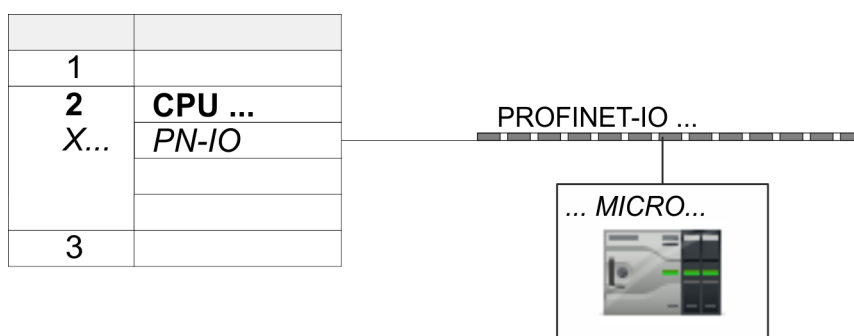 1
2 CPU ...
X... PN-IO
3
PROFINET-IO ...
... MICRO...